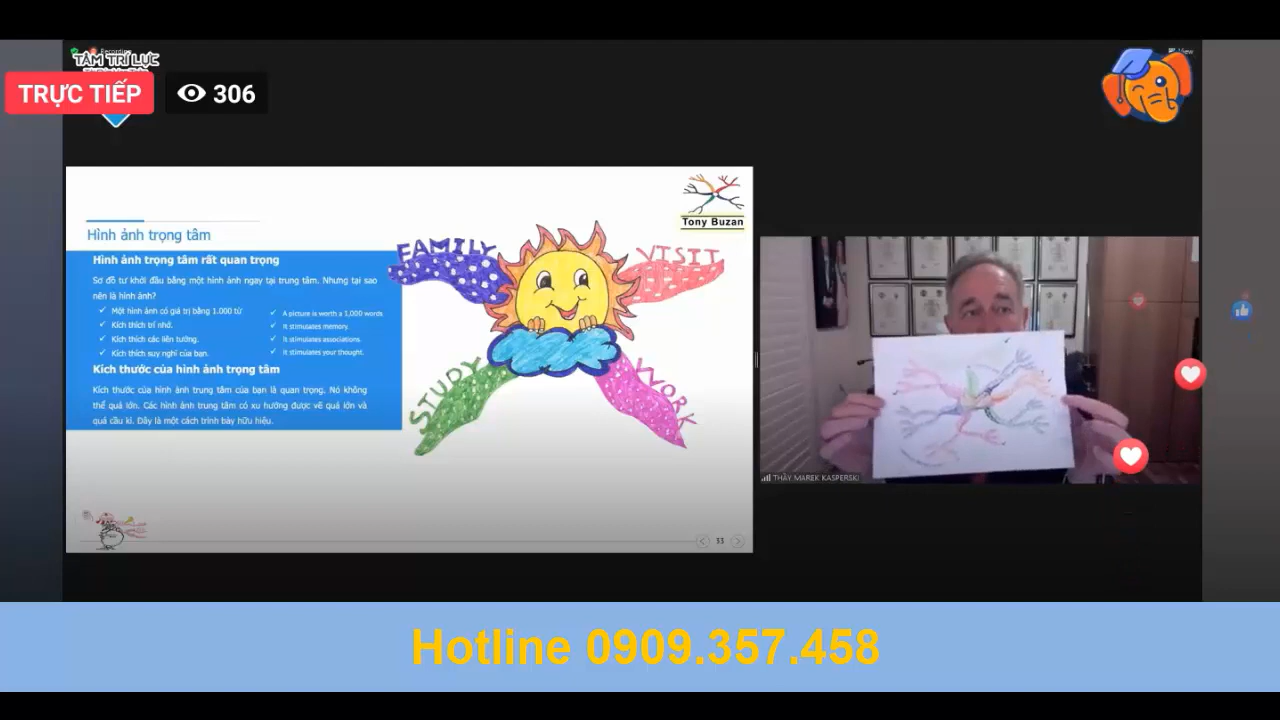 Recording
View
TÂM TRÍ LỰC
TRỰC TIẾP
306
Tony Buzan
Hình ảnh trọng tâm
Hình ảnh trọng tâm rất quan trọng
Sơ đồ tư khởi đầu bằng một hình ảnh ngay tại trung tâm. Nhưng tại sao
nên là hình ảnh?
✓ Một hình ảnh có giá trị bằng 1.000 từ
✓ Kích thích trí nhớ.
✓ Kích thích các liên tưởng.
✓ Kích thích suy nghĩ của bạn.
✓ A picture is worth a 1,000 words
✓ It stimulates memory.
✓ It stimulates associations.
✓ It stimulates your thought.
Kích thước của hình ảnh trọng tâm
Kích thước của hình ảnh trung tâm của bạn là quan trọng. Nó không
thể quá lớn. Các hình ảnh trung tâm có xu hướng được vẽ quá lớn và
quá cầu kì. Đây là một cách trình bày hữu hiệu.
FAMILY
VISIT
STUDY
WORK
33
THẦY MAREK KASPERSKI
Hotline 0909.357.458